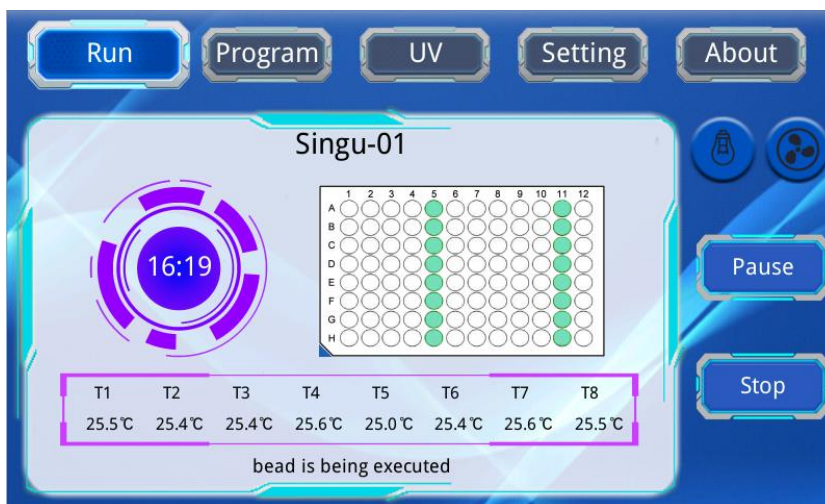 Run Program UV Setting About
Singu-01
1 2 3 4 5 6 7 8 9 10 11 12
A
B
C
D
E
F
G
H
16:19
Pause
Stop
T1 T2 T3 T4 T5 T6 T7 T8
25.5℃ 25.4℃ 25.4℃ 25.6℃ 25.0℃ 25.4℃ 25.6℃ 25.5℃
bead is being executed